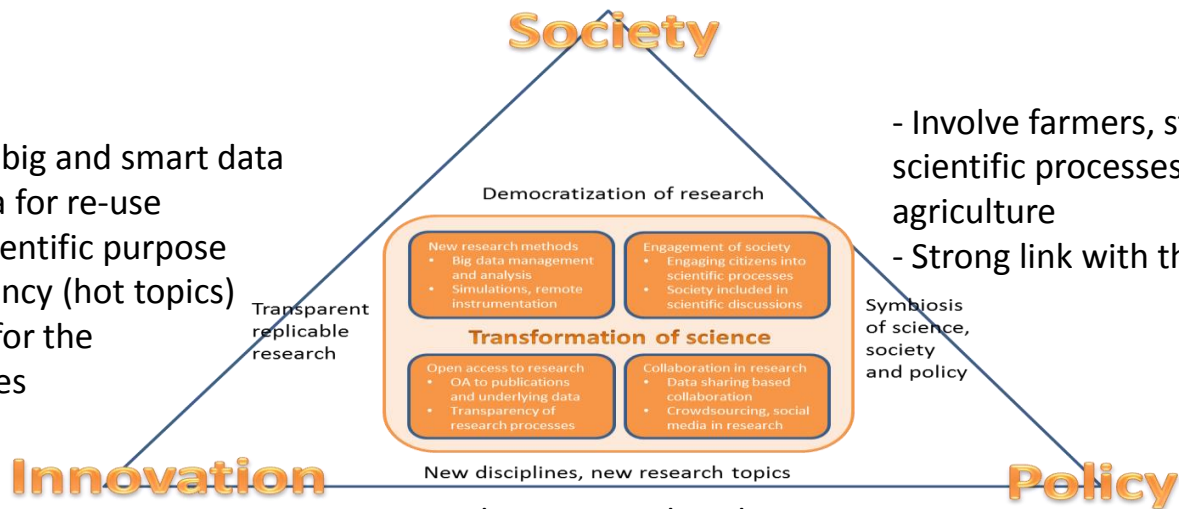 Society
big and smart data
for re-use
entific purpose
ncy (hot topics)
for the
- Involve farmers, s
scientific processes
agriculture
- Strong link with th
Democratization of research
New research methods
• Big data management
and analysis
• Simulations, remote
instrumentation
Engagement of society
• Engaging citizens into
scientific processes
• Society included in
scientific discussions
Transparent
replicable
research
Transformation of science
Symbiosis
of science,
society
and policy
Open access to research
• OA to publications
and underlying data
• Transparency of
research processes
Collaboration in research
• Data sharing based
collaboration
• Crowdsourcing, social
media in research
Innovation
New disciplines, new research topics
Policy